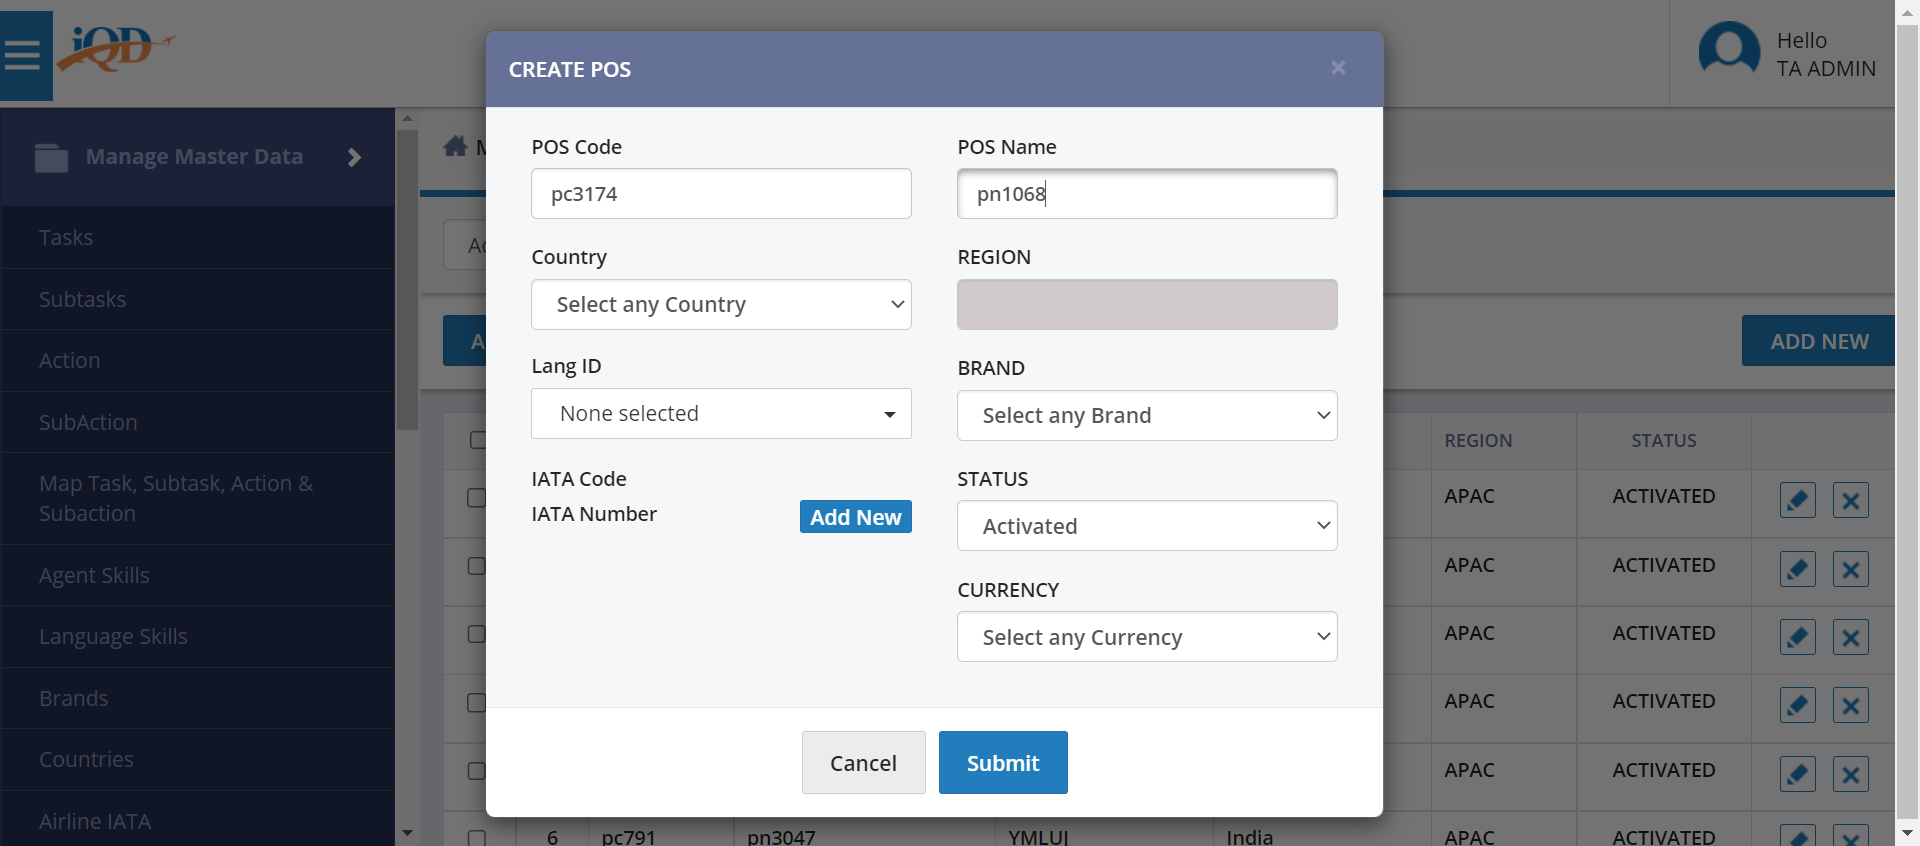 iQD
Hello
TA ADMIN
Manage Master Data
Tasks
Subtasks
Action
SubAction
Map Task, Subtask, Action &
Subaction
Agent Skills
Language Skills
Brands
Countries
Airline IATA
CREATE POS
×
POS Code
POS Name
pc3174
pn1068
Country
REGION
Select any Country
Lang ID
BRAND
None selected
Select any Brand
IATA Code
STATUS
IATA Number
Add New
Activated
CURRENCY
Select any Currency
Cancel
Submit
ADD NEW
REGION
STATUS
APAC
ACTIVATED
APAC
ACTIVATED
APAC
ACTIVATED
APAC
ACTIVATED
APAC
ACTIVATED
6
pc791
pn3047
YMLUJ
India
APAC
ACTIVATED